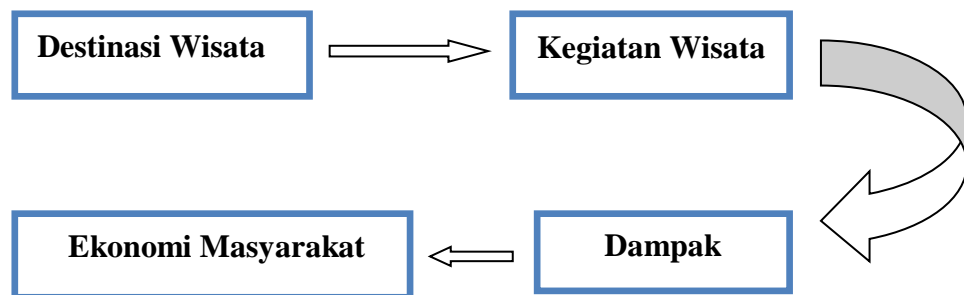 Destinasi Wisata
Kegiatan Wisata
Dampak
Ekonomi Masyarakat